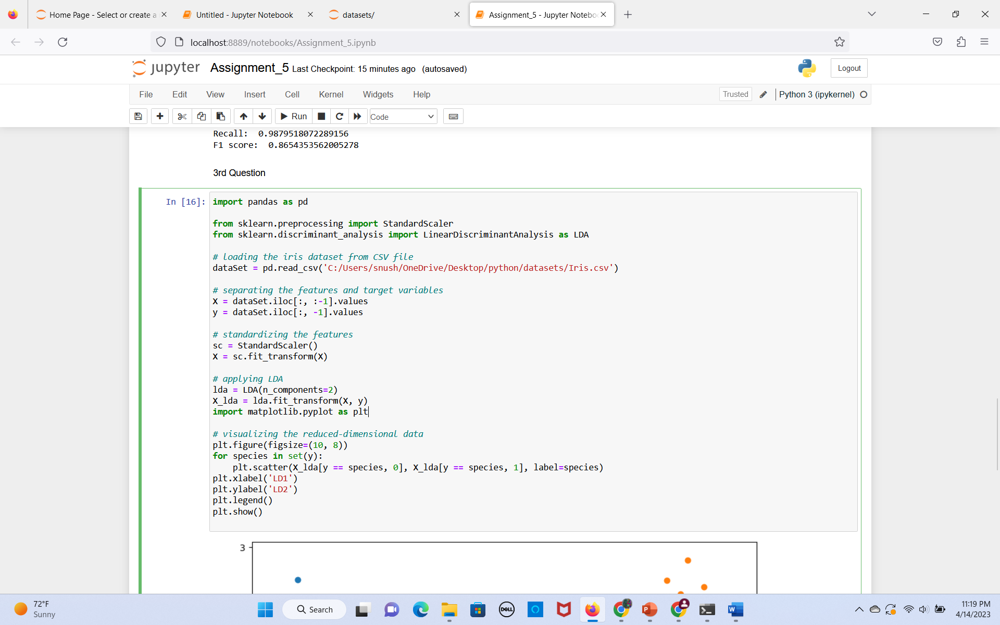 Home Page - Select or create a
Untitled - Jupyter Notebook
datasets/
Assignment_5 - Jupyter Notebo
localhost:8889/notebooks/Assignment_5.ipynb
jupyter Assignment_5 Last Checkpoint: 15 minutes ago (autosaved)
Logout
File Edit View Insert Cell Kernel Widgets Help
Trusted
Python 3 (ipykernel)
Run
Code
Recall:  0.9879518072289156
F1 score:  0.8654353562005278
3rd Question
In [16]:
import pandas as pd
from sklearn.preprocessing import StandardScaler
from sklearn.discriminant_analysis import LinearDiscriminantAnalysis as LDA
# loading the iris dataset from CSV file
dataSet = pd.read_csv('C:/Users/snush/OneDrive/Desktop/python/datasets/Iris.csv')
# separating the features and target variables
X = dataSet.iloc[:, :-1].values
y = dataSet.iloc[:, -1].values
# standardizing the features
sc = StandardScaler()
X = sc.fit_transform(X)
# applying LDA
lda = LDA(n_components=2)
X_lda = lda.fit_transform(X, y)
import matplotlib.pyplot as plt
# visualizing the reduced-dimensional data
plt.figure(figsize=(10, 8))
for species in set(y):
    plt.scatter(X_lda[y == species, 0], X_lda[y == species, 1], label=species)
plt.xlabel('LD1')
plt.ylabel('LD2')
plt.legend()
plt.show()
3
72°F
Sunny
Search
DELL
P
W
11:19 PM
4/14/2023